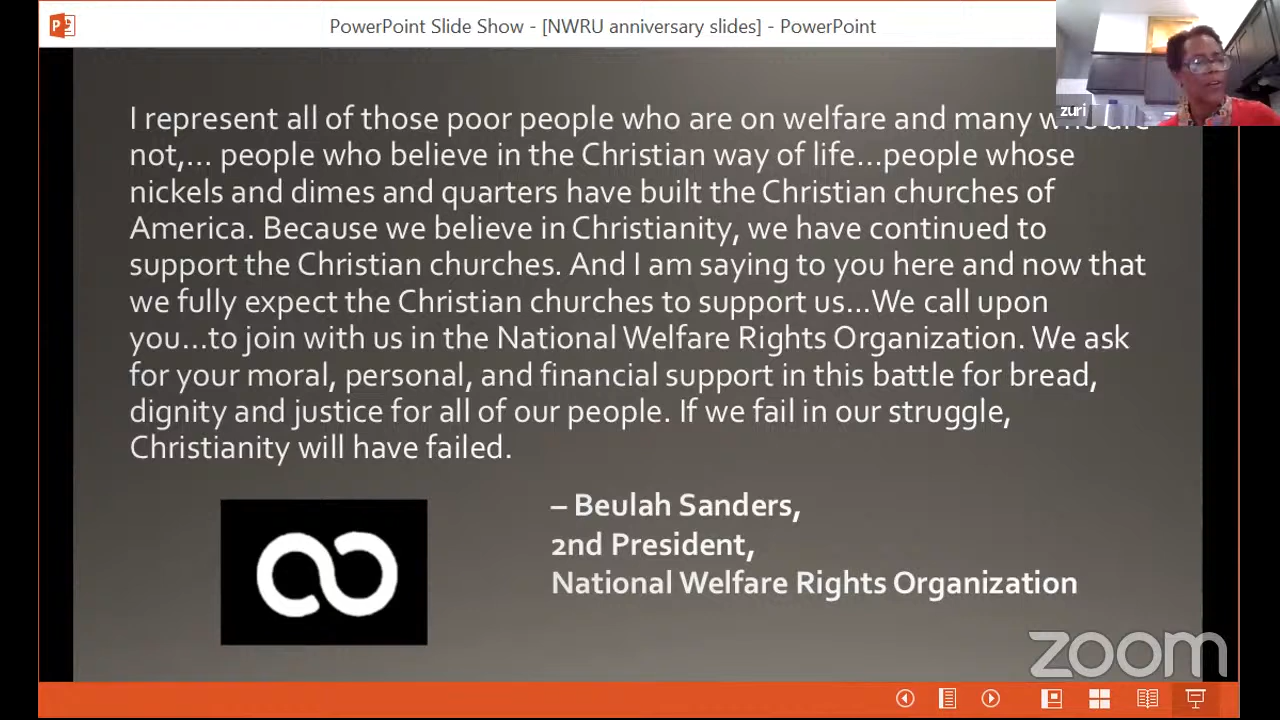 PowerPoint Slide Show - [NWRU anniversary slides] - PowerPoint
zuri
I represent all of those poor people who are on welfare and many who are
not,... people who believe in the Christian way of life...people whose
nickels and dimes and quarters have built the Christian churches of
America. Because we believe in Christianity, we have continued to
support the Christian churches. And I am saying to you here and now that
we fully expect the Christian churches to support us...We call upon
you...to join with us in the National Welfare Rights Organization. We ask
for your moral, personal, and financial support in this battle for bread,
dignity and justice for all of our people. If we fail in our struggle,
Christianity will have failed.
– Beulah Sanders,
2nd President,
National Welfare Rights Organization
zoom